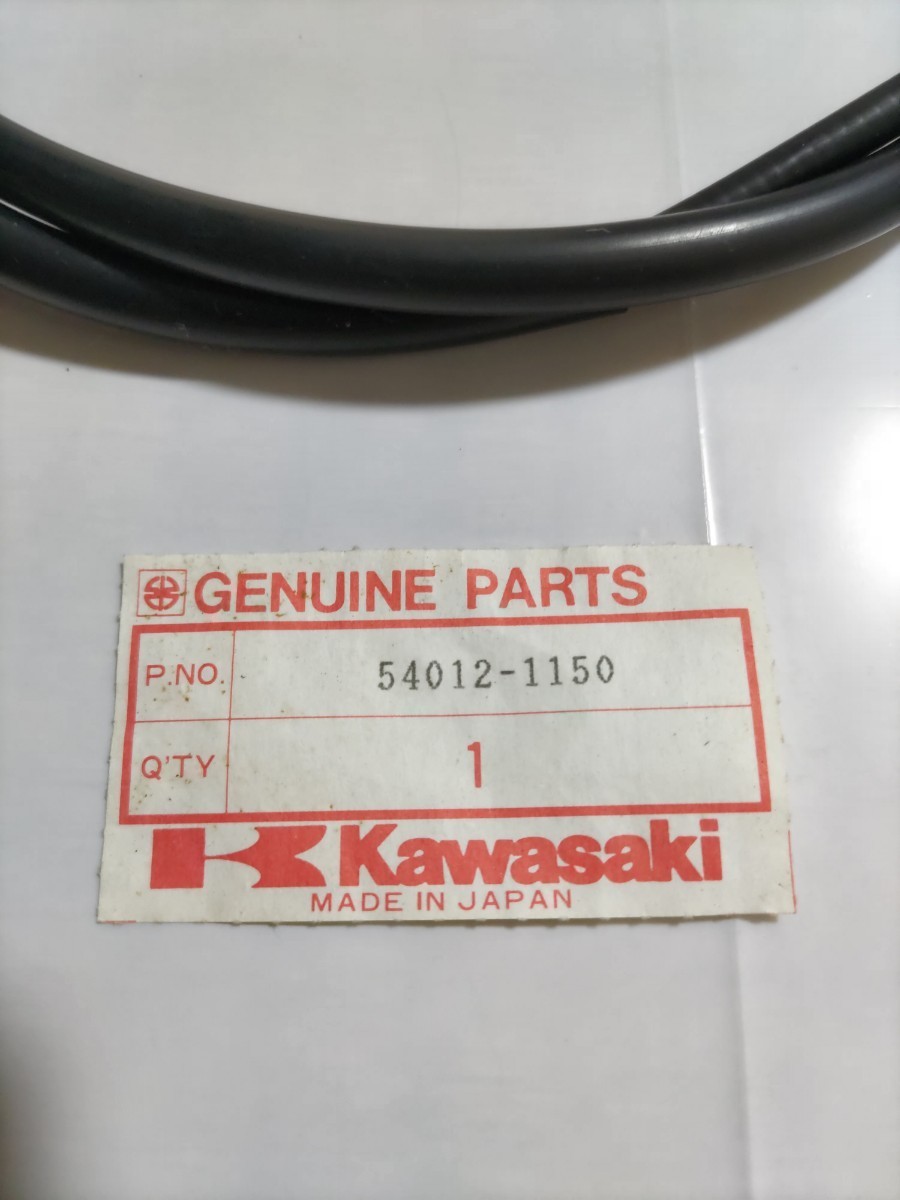 GENUINE PARTS
P.NO. 54012-1150
Q'TY 1
Kawasaki
MADE IN JAPAN